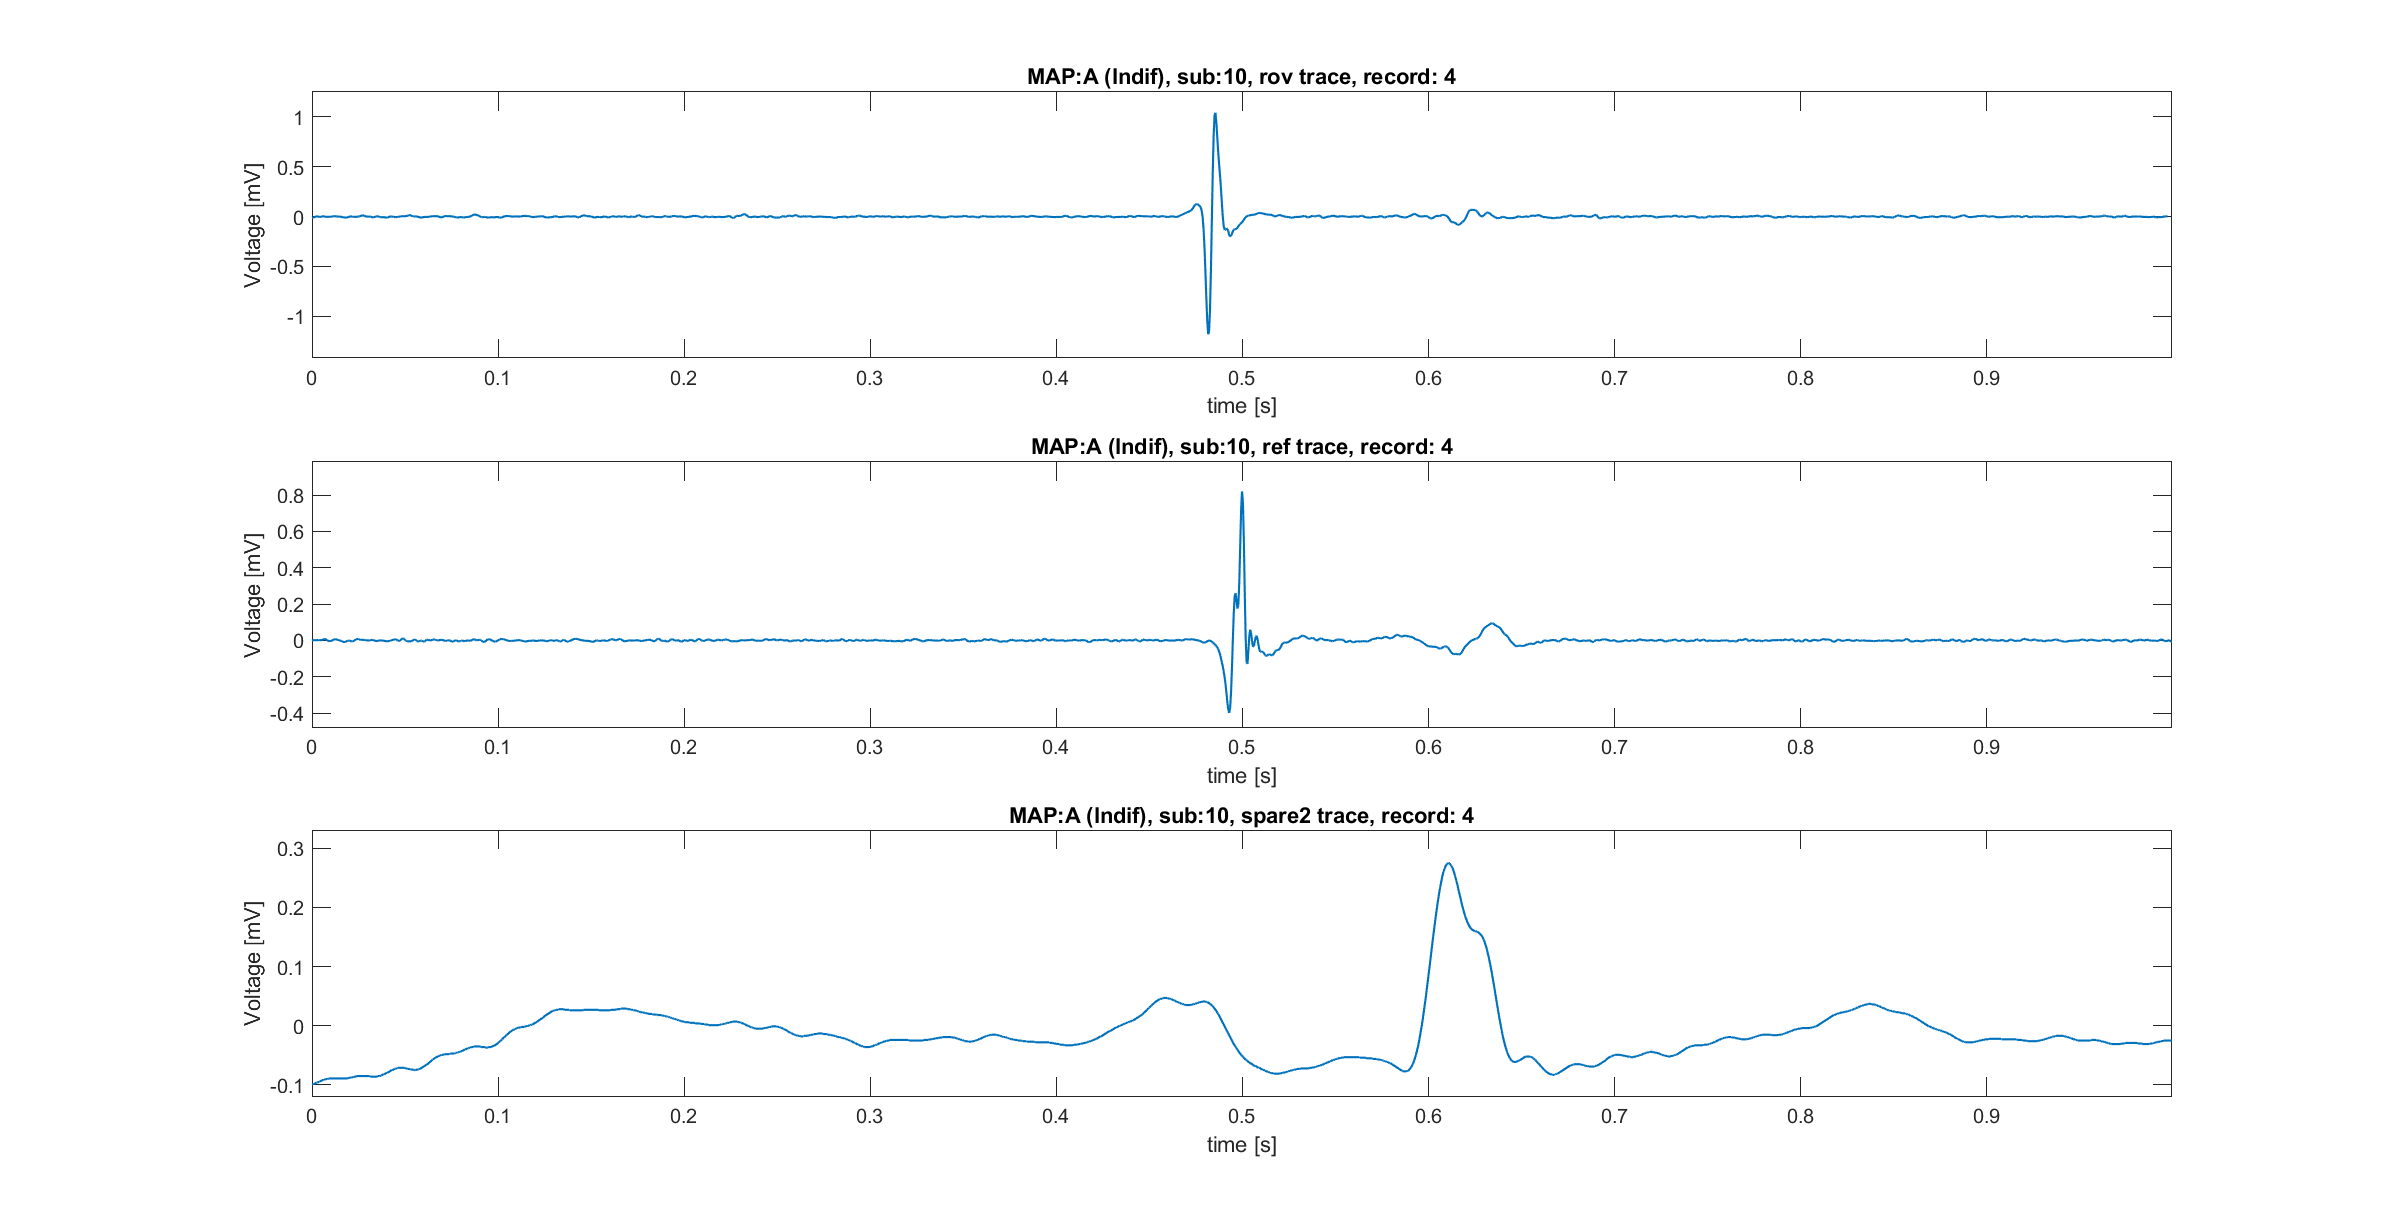 MAP:A (Indif), sub:10, rov trace, record: 4
Voltage [mV]
1
0.5
0
-0.5
-1
0 0.1 0.2 0.3 0.4 0.5 0.6 0.7 0.8 0.9
time [s]
MAP:A (Indif), sub:10, ref trace, record: 4
Voltage [mV]
0.8
0.6
0.4
0.2
0
-0.2
-0.4
0 0.1 0.2 0.3 0.4 0.5 0.6 0.7 0.8 0.9
time [s]
MAP:A (Indif), sub:10, spare2 trace, record: 4
Voltage [mV]
0.3
0.2
0.1
0
-0.1
0 0.1 0.2 0.3 0.4 0.5 0.6 0.7 0.8 0.9
time [s]